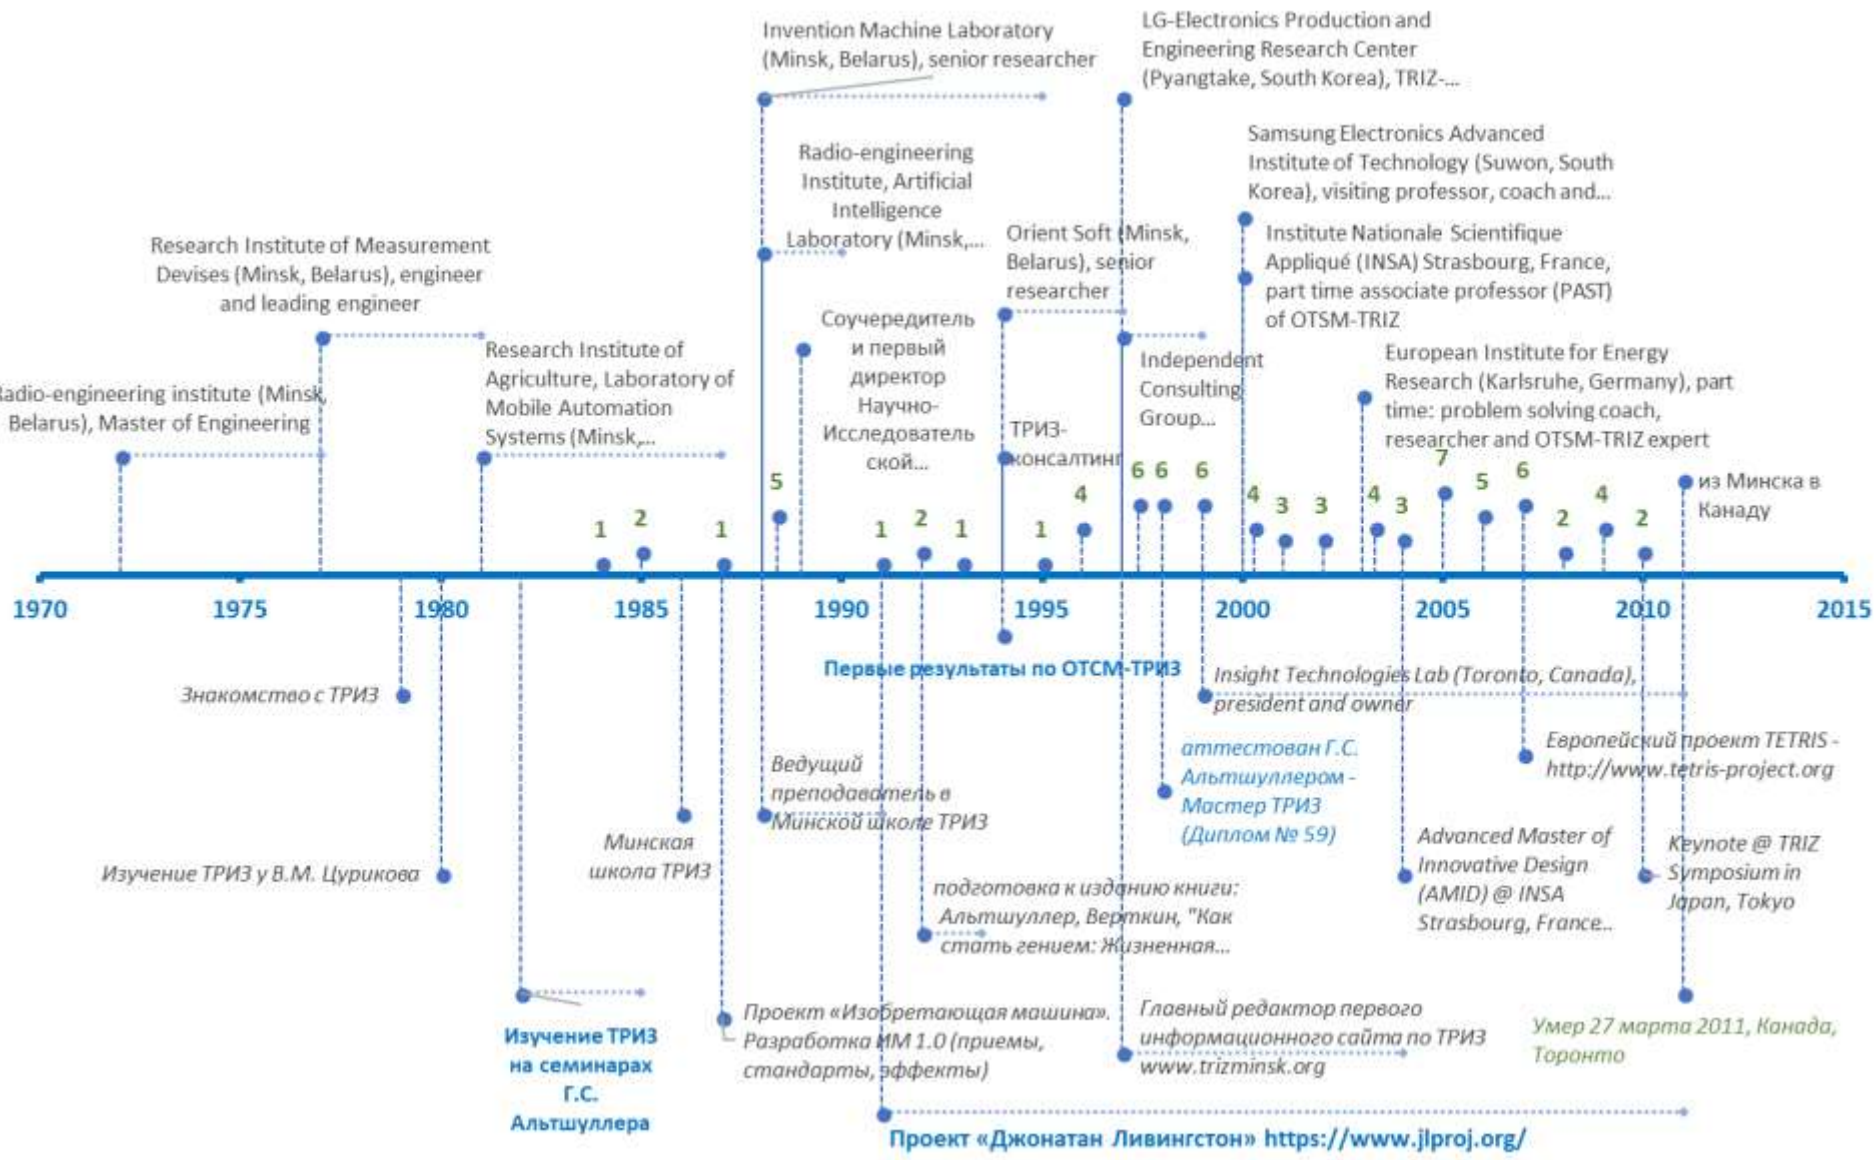 Invention Machine Laboratory
(Minsk, Belarus), senior researcher
LG-Electronics Production and
Engineering Research Center
(Pyangtake, South Korea), TRIZ-...
Samsung Electronics Advanced
Institute of Technology (Suwon, South
Korea), visiting professor, coach and...
Radio-engineering
Institute, Artificial
Intelligence
Laboratory (Minsk,...
Research Institute of Measurement
Devises (Minsk, Belarus), engineer
and leading engineer
Orient Soft (Minsk,
Belarus), senior
researcher
Institute Nationale Scientifique
Appliqué (INSA) Strasbourg, France,
part time associate professor (PAST)
of OTSM-TRIZ
Соучередитель
и первый
директор
Научно-
Исследователь
ской...
Research Institute of
Agriculture, Laboratory of
Mobile Automation
Systems (Minsk,...
Independent
Consulting
Group...
European Institute for Energy
Research (Karlsruhe, Germany), part
time: problem solving coach,
researcher and OTSM-TRIZ expert
adio-engineering institute (Minsk,
Belarus), Master of Engineering
ТРИЗ-
консалтинг
из Минска в
Канаду
1 2 1 5 1 2 1 1 4 6 6 6 4 3 3 4 3 7 5 6 2 4 2
1970 1975 1980 1985 1990 1995 2000 2005 2010 2015
Первые результаты по ОТСМ-ТРИЗ
Знакомство с ТРИЗ
Insight Technologies Lab (Toronto, Canada),
president and owner
Ведущий
преподаватель в
Минской школе ТРИЗ
аттестован Г.С.
Альтшуллером -
Мастер ТРИЗ
(Диплом № 59)
Европейский проект TETRIS -
http://www.tetris-project.org
Минская
школа ТРИЗ
Изучение ТРИЗ у В.М. Цурикова
Advanced Master of
Innovative Design
(AMID) @ INSA
Strasbourg, France...
Keynote @ TRIZ
Symposium in
Japan, Tokyo
подготовка к изданию книги:
Альтшуллер, Верткин, "Как
стать гением: Жизненная...
Изучение ТРИЗ
на семинарах
Г.С.
Альтшуллера
Проект «Изобретающая машина».
Разработка ИМ 1.0 (приемы,
стандарты, эффекты)
Главный редактор первого
информационного сайта по ТРИЗ
www.trizminsk.org
Умер 27 марта 2011, Канада,
Торонто
Проект «Джонатан Ливингстон» https://www.jlproj.org/